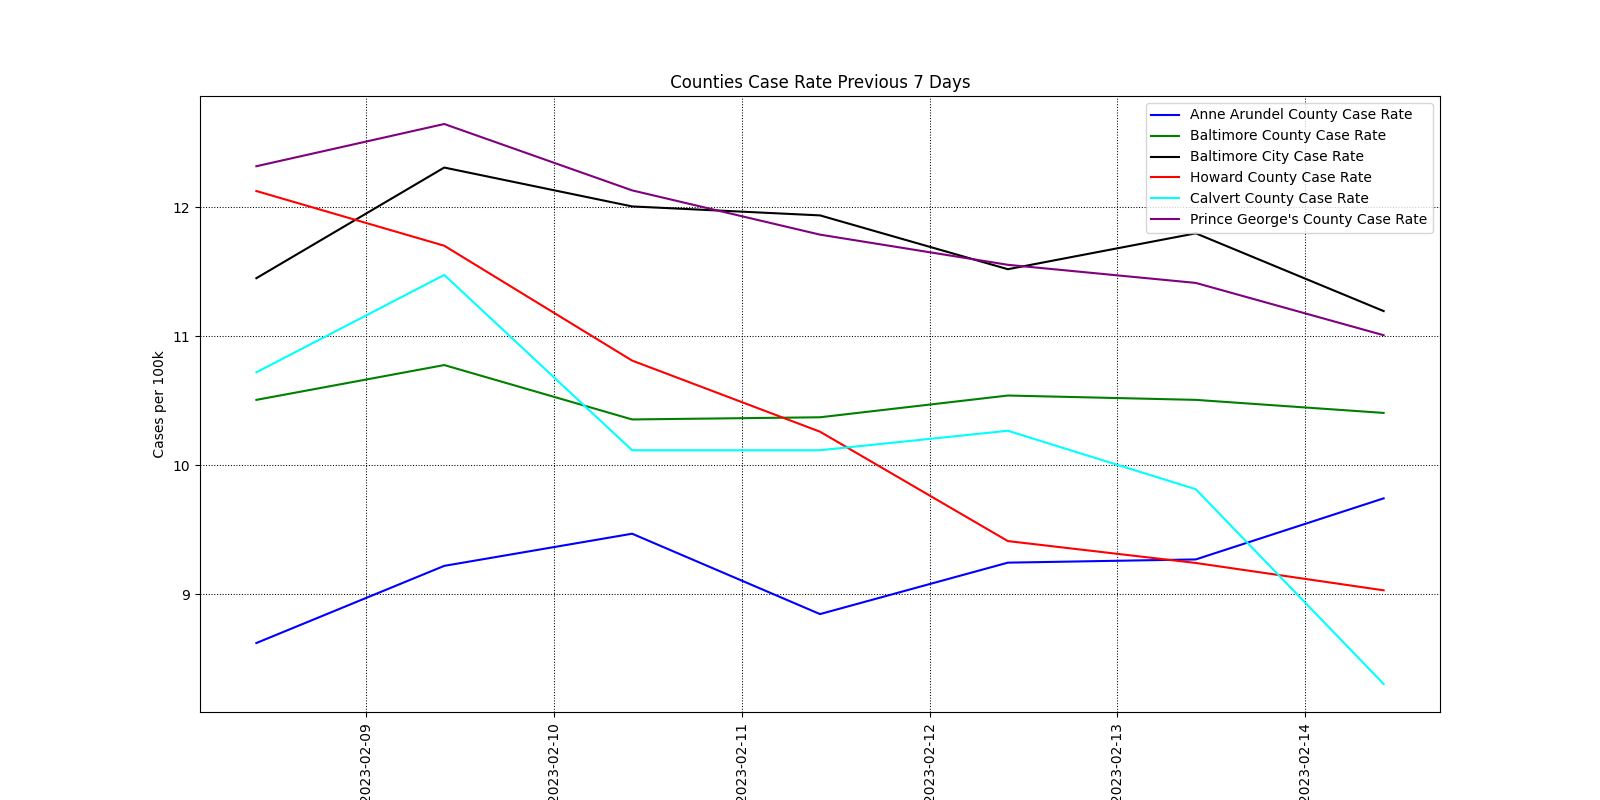 Counties Case Rate Previous 7 Days
Anne Arundel County Case Rate
Baltimore County Case Rate
Baltimore City Case Rate
Howard County Case Rate
Calvert County Case Rate
Prince George's County Case Rate
Cases per 100k
12
11
10
9
2023-02-09
2023-02-10
2023-02-11
2023-02-12
2023-02-13
2023-02-14